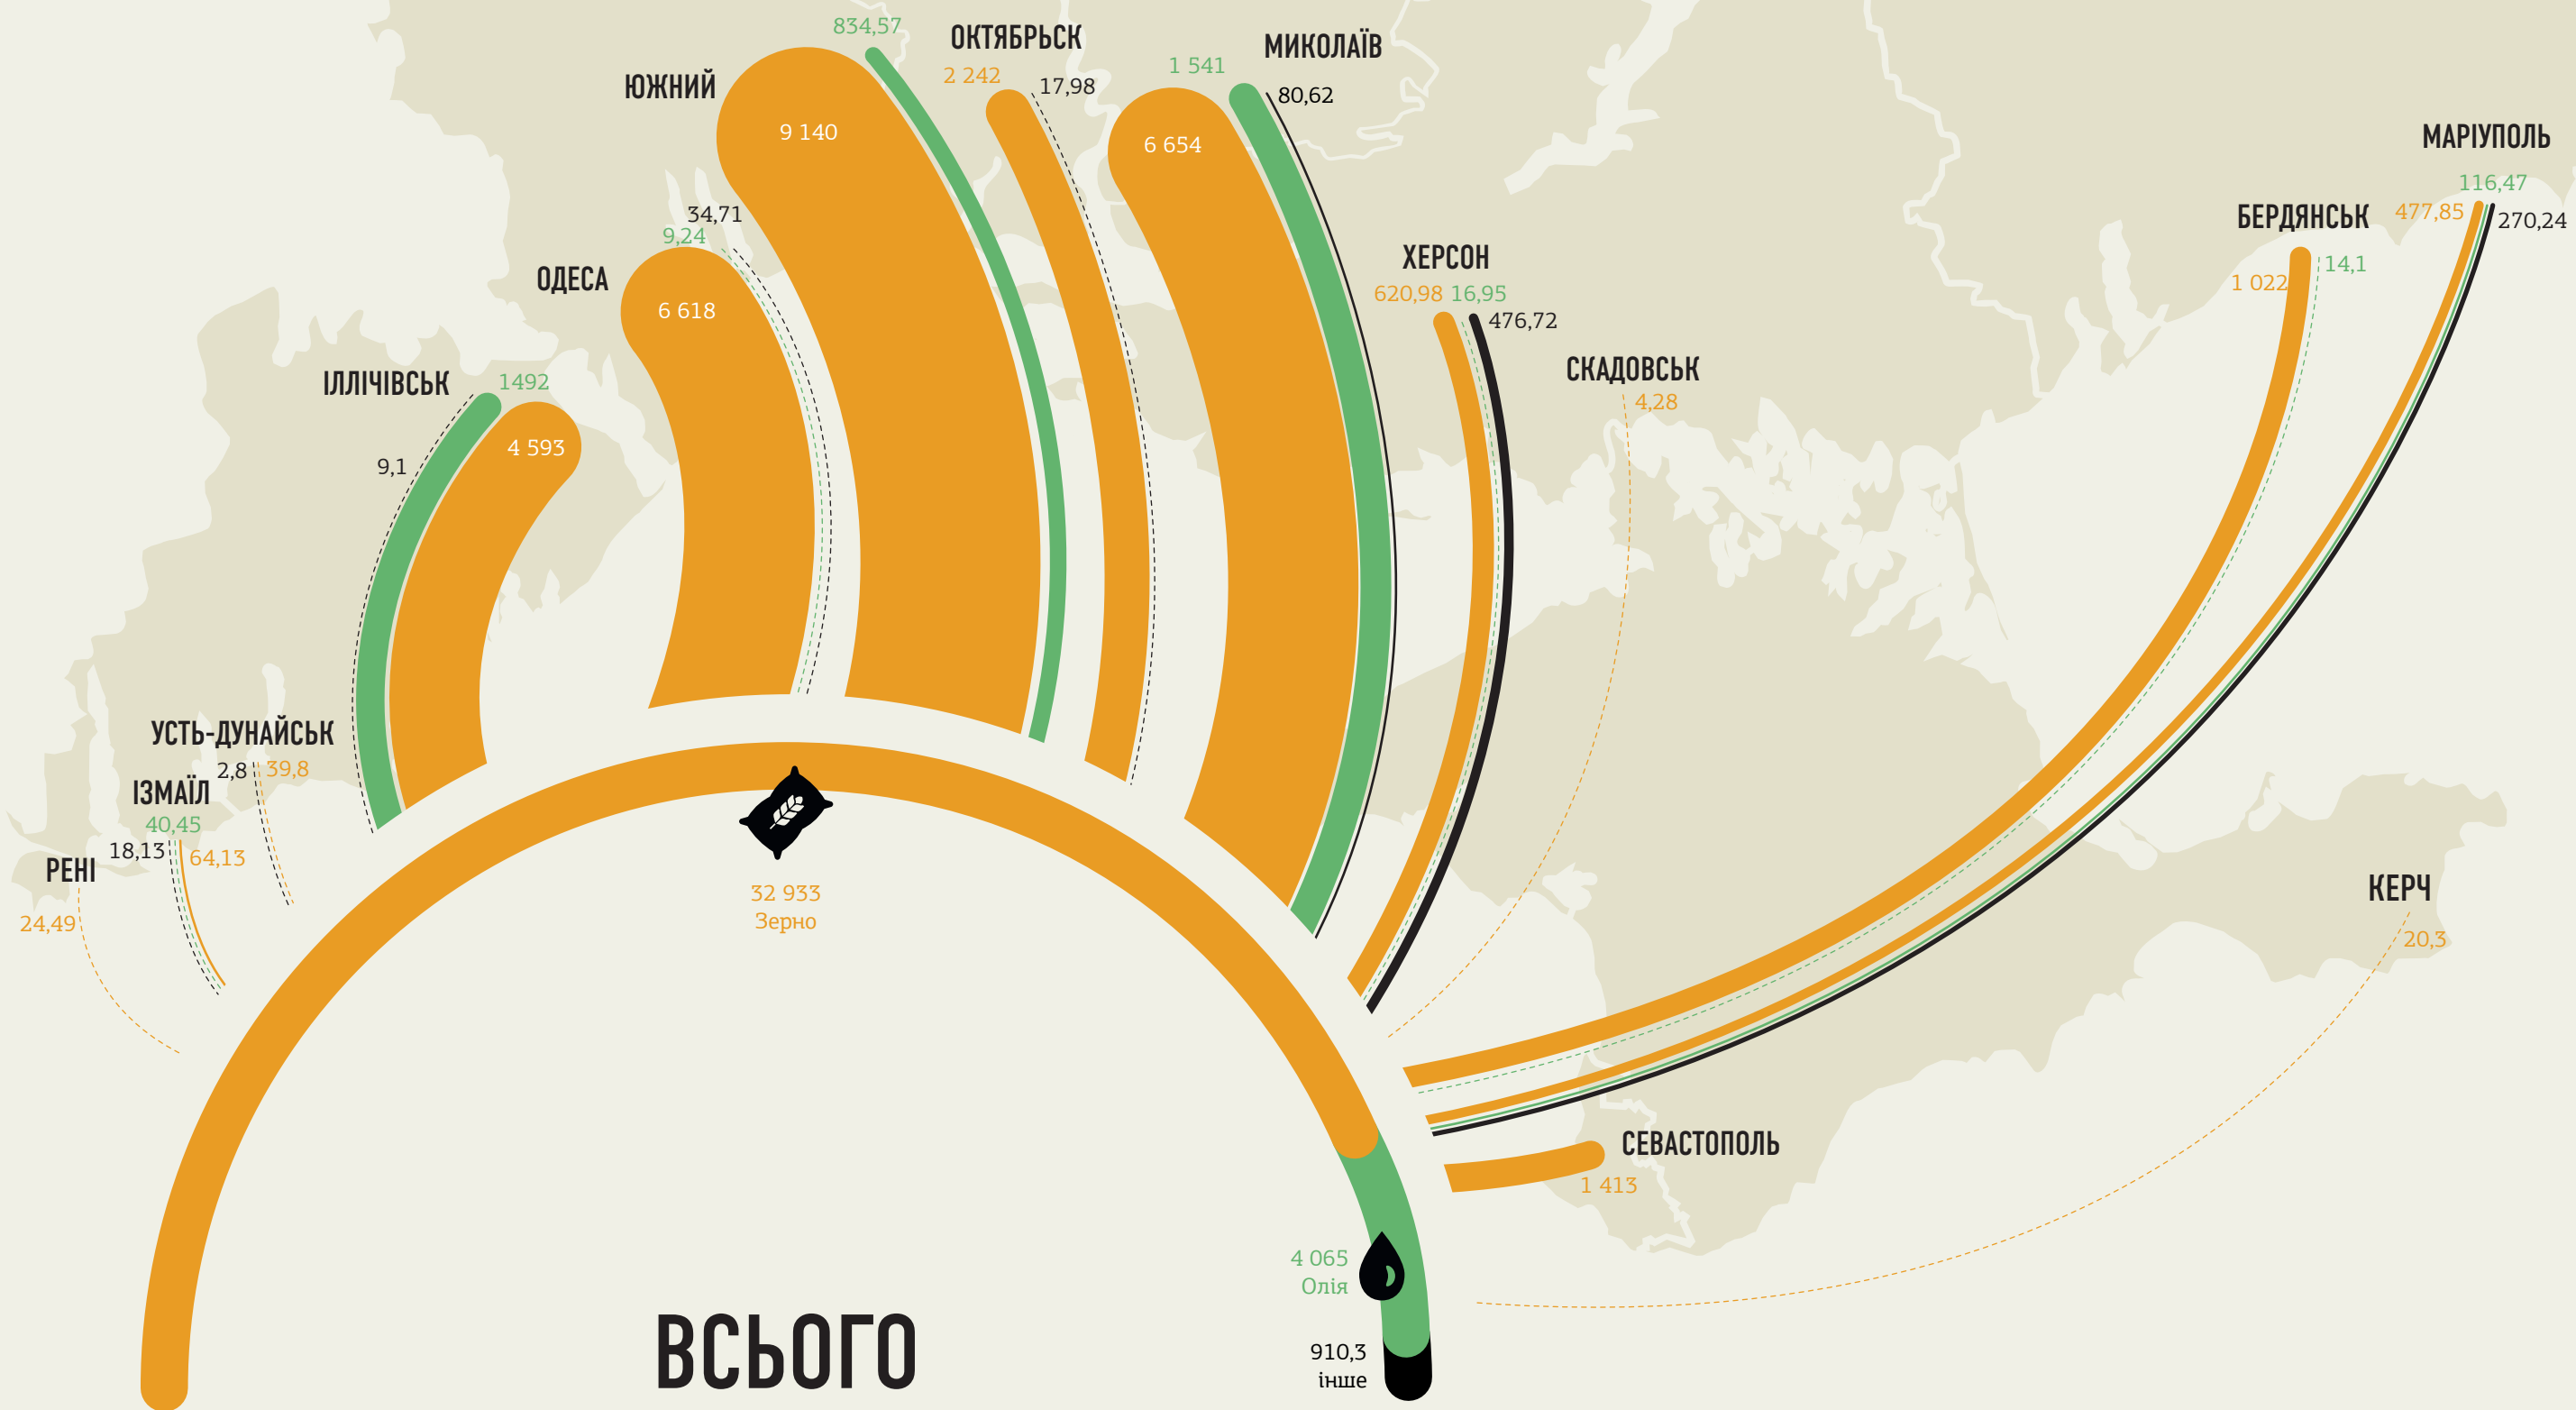 834,57
ЮЖНИЙ
9 140
ОКТЯБРЬСК
2 242
17,98
МИКОЛАЇВ
1 541
80,62
6 654
МАРІУПОЛЬ
116,47
477,85
270,24
БЕРДЯНСЬК
1 022
14,1
34,71
9,24
ОДЕСА
6 618
ХЕРСОН
620,98 16,95
476,72
СКАДОВСЬК
4,28
ІЛЛІЧІВСЬК
1492
4 593
9,1
УСТЬ-ДУНАЙСЬК
2,8
39,8
ІЗМАЇЛ
40,45
18,13
64,13
РЕНІ
24,49
32 933
Зерно
КЕРЧ
20,3
СЕВАСТОПОЛЬ
1 413
4 065
Олія
910,3
інше
ВСЬОГО